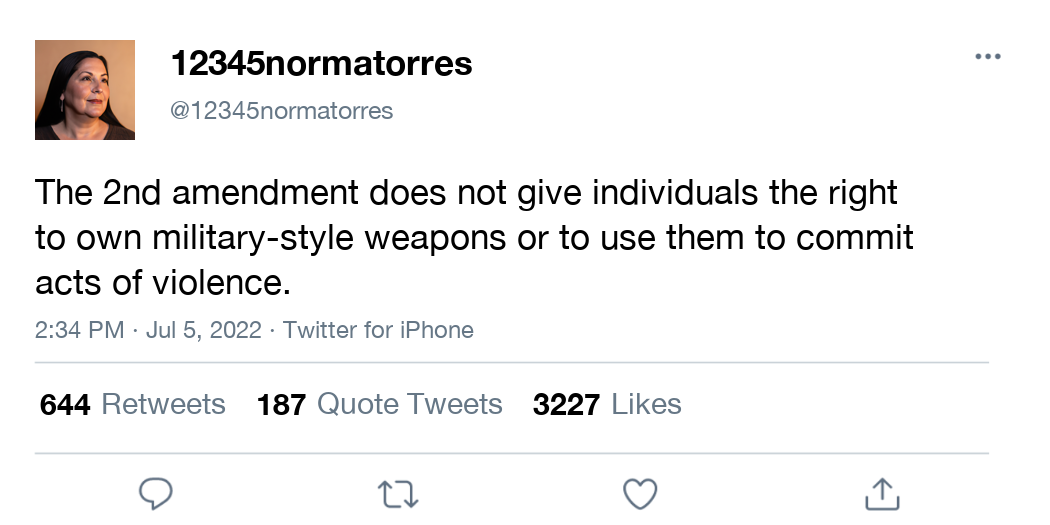 12345normatorres
@12345normatorres
The 2nd amendment does not give individuals the right
to own military-style weapons or to use them to commit
acts of violence.
2:34 PM · Jul 5, 2022 · Twitter for iPhone
644 Retweets 187 Quote Tweets 3227 Likes